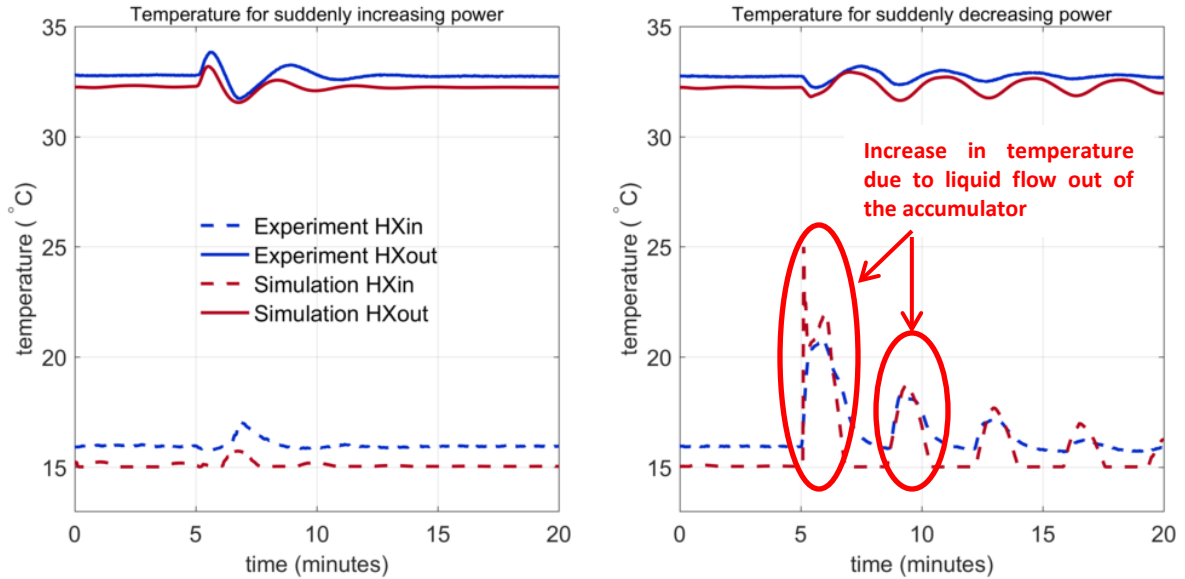 Temperature for suddenly increasing power
35
30
25
20
15
0
5
10
15
20
temperature ( °C)
time (minutes)
Experiment HXin
Experiment HXout
Simulation HXin
Simulation HXout
Temperature for suddenly decreasing power
35
30
25
20
15
0
5
10
15
20
temperature ( °C)
time (minutes)
Increase in temperature
due to liquid flow out of
the accumulator